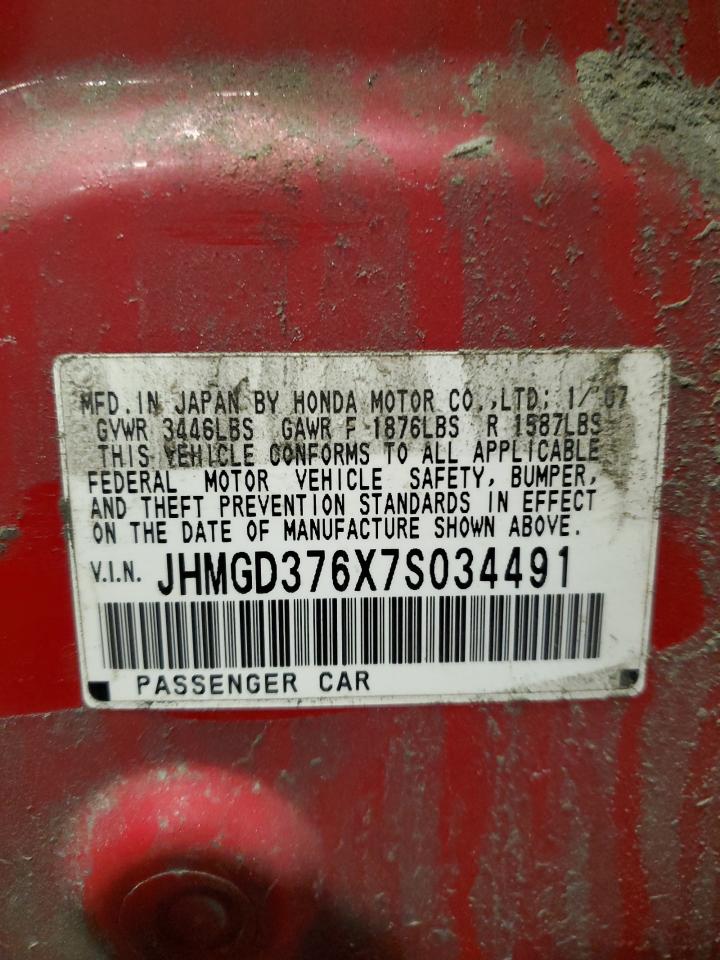 MFD. IN JAPAN BY HONDA MOTOR CO.,LTD: 1/'07
GVWR 3446LBS GAWR F 1876LBS R 1587LBS
THIS VEHICLE CONFORMS TO ALL APPLICABLE
FEDERAL MOTOR VEHICLE SAFETY, BUMPER,
AND THEFT PREVENTION STANDARDS IN EFFECT
ON THE DATE OF MANUFACTURE SHOWN ABOVE.
V.I.N. JHMGD376X7S034491
PASSENGER CAR